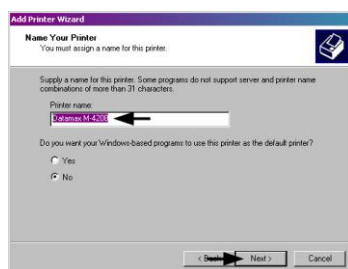 Add Printer Wizard
Name Your Printer
You must assign a name for this printer.
Supply a name for this printer. Some programs do not support server and printer name
combinations of more than 31 characters.
Printer name:
Datamax M-4208
Do you want your Windows-based programs to use this printer as the default printer?
Yes
No
< Next > Cancel